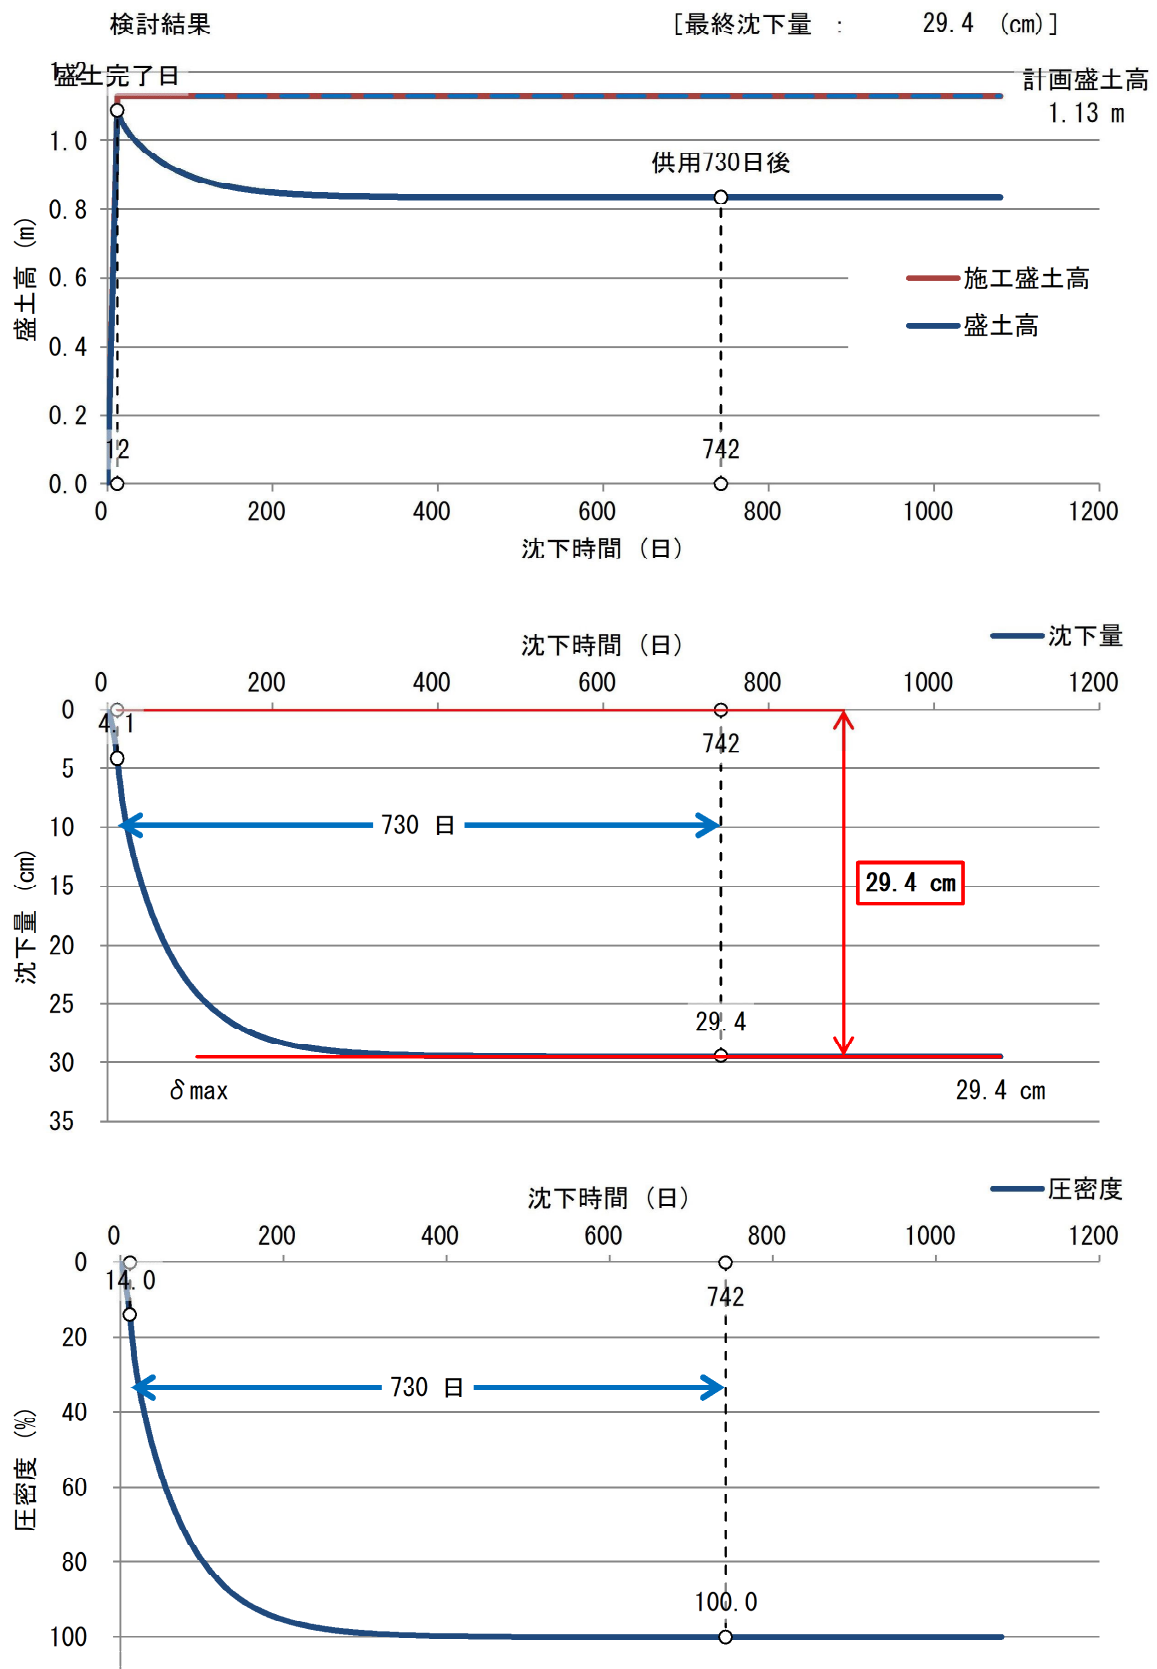 検討結果 [最終沈下量 : 29.4 (cm)]
1.2
盛土完了日
計画盛土高
1.13 m
1.0
供用730日後
0.8
盛土高 (m)
0.6
施工盛土高
盛土高
0.4
0.2
12
742
0.0
0 200 400 600 800 1000 1200
沈下時間 (日)
沈下量
沈下時間 (日)
0 200 400 600 800 1000 1200
0
4.1
742
5
10
730 日
15
29.4 cm
沈下量 (cm)
20
25
29.4
30
δmax
29.4 cm
35
圧密度
沈下時間 (日)
0 200 400 600 800 1000 1200
0
14.0
742
20
730 日
40
圧密度 (%)
60
80
100.0
100